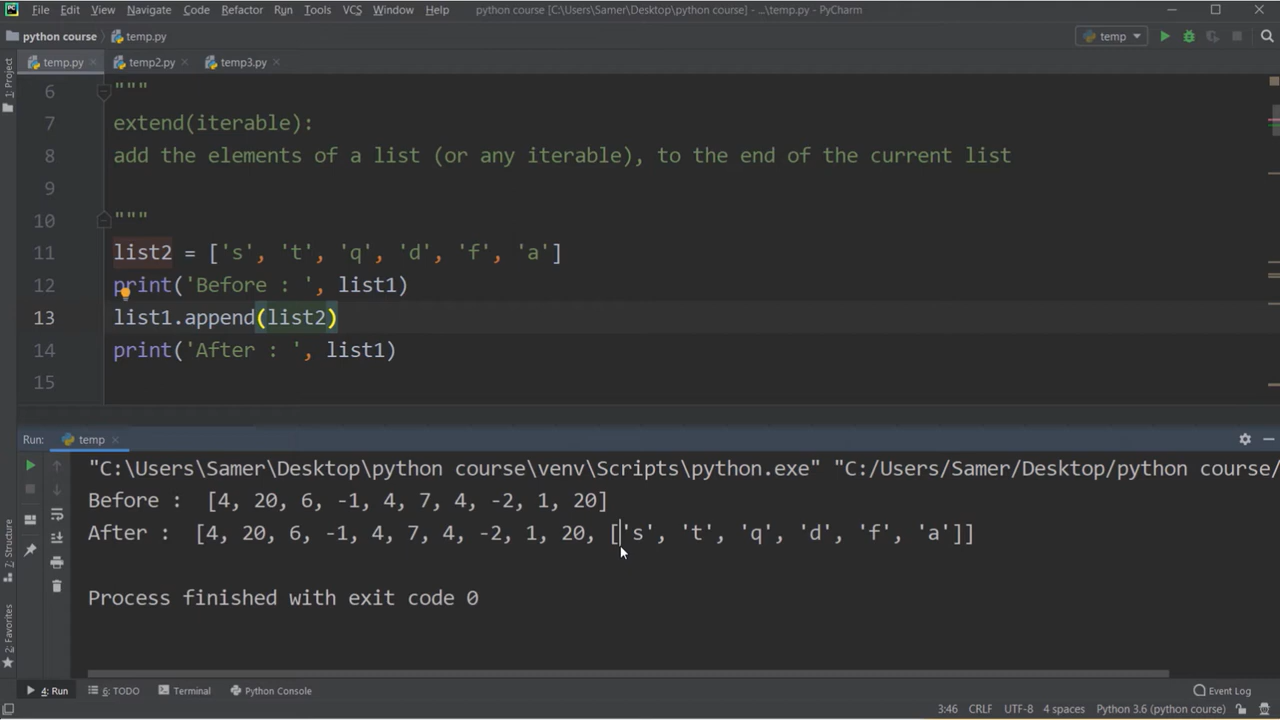 File Edit View Navigate Code Refactor Run Tools VCS Window Help python course [C:\Users\Samer\Desktop\python course] - ...\temp.py - PyCharm
python course temp.py temp
temp.py temp2.py temp3.py
1: Project
6 """
7 extend(iterable):
8 add the elements of a list (or any iterable), to the end of the current list
9
10 """
11 list2 = ['s', 't', 'q', 'd', 'f', 'a']
12 print('Before : ', list1)
13 list1.append(list2)
14 print('After : ', list1)
15
Run: temp
"C:\Users\Samer\Desktop\python course\venv\Scripts\python.exe" "C:/Users/Samer/Desktop/python course/
Before : [4, 20, 6, -1, 4, 7, 4, -2, 1, 20]
After : [4, 20, 6, -1, 4, 7, 4, -2, 1, 20, ['s', 't', 'q', 'd', 'f', 'a']]
Process finished with exit code 0
7: Structure
2: Favorites
4: Run 6: TODO Terminal Python Console Event Log
3:46 CRLF UTF-8 4 spaces Python 3.6 (python course)